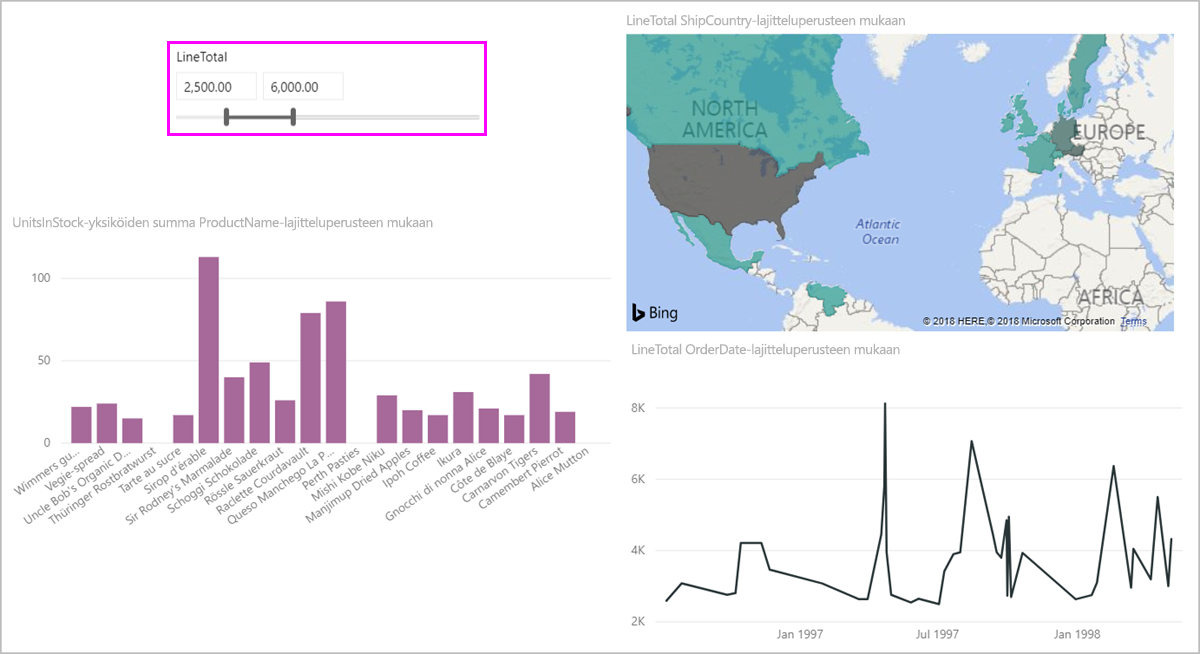 LineTotal
2,500.00 6,000.00
UnitsInStock-yksiköiden summa ProductName-lajitteluperusteen mukaan
100
50
0
Wimmers gu...
Vegie-spread
Uncle Bob's Organic D...
Thüringer Rostbratwurst
Tarte au sucre
Sirop d'érable
Sir Rodney's Marmalade
Schoggi Schokolade
Rössle Sauerkraut
Raclette Courdavault
Queso Manchego La P...
Perth Pasties
Mishi Kobe Niku
Manjimup Dried Apples
Ipoh Coffee
Ikura
Gnocchi di nonna Alice
Côte de Blaye
Carnarvon Tigers
Camembert Pierrot
Alice Mutton
LineTotal ShipCountry-lajitteluperusteen mukaan
NORTH
AMERICA
EUROPE
Atlantic
Ocean
AFRICA
Bing
© 2018 HERE,© 2018 Microsoft Corporation Terms
LineTotal OrderDate-lajitteluperusteen mukaan
8K
6K
4K
2K
Jan 1997 Jul 1997 Jan 1998